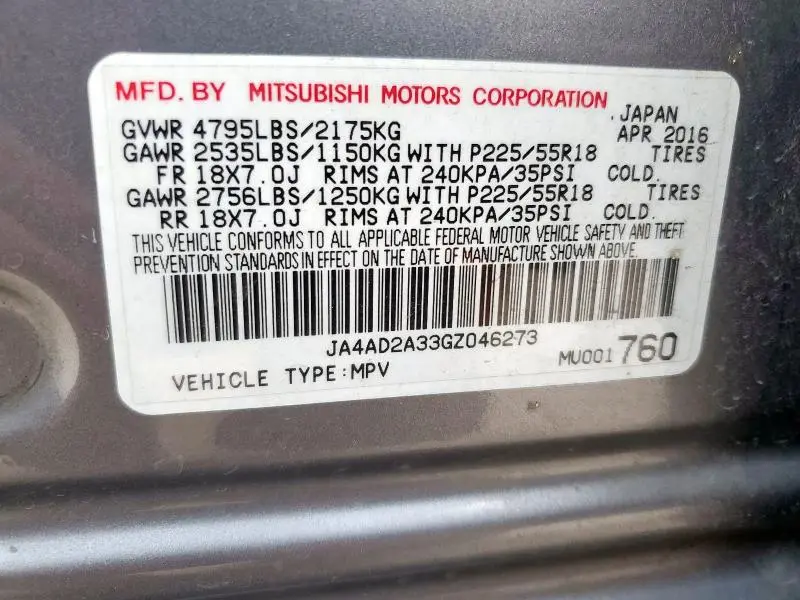 MFD. BY MITSUBISHI MOTORS CORPORATION
, JAPAN
GVWR 4795LBS/2175KG APR 2016
GAWR 2535LBS/1150KG WITH P225/55R18 TIRES
FR 18X7.0J RIMS AT 240KPA/35PSI COLD.
GAWR 2756LBS/1250KG WITH P225/55R18 TIRES
RR 18X7.0J RIMS AT 240KPA/35PSI COLD.
THIS VEHICLE CONFORMS TO ALL APPLICABLE FEDERAL MOTOR VEHICLE SAFETY AND THEFT
PREVENTION STANDARDS IN EFFECT ON THE DATE OF MANUFACTURE SHOWN ABOVE.
JA4AD2A33GZ046273
VEHICLE TYPE:MPV MU001760